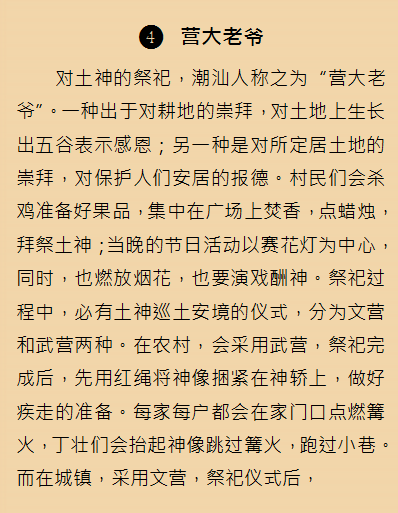 4 营大老爷
对土神的祭祀，潮汕人称之为“营大老
爷”。一种出于对耕地的崇拜，对土地上生长
出五谷表示感恩；另一种是对所定居土地的
崇拜，对保护人们安居的报德。村民们会杀
鸡准备好果品，集中在广场上焚香，点蜡烛，
拜祭土神；当晚的节日活动以赛花灯为中心，
同时，也燃放烟花，也要演戏酬神。祭祀过
程中，必有土神巡土安境的仪式，分为文营
和武营两种。在农村，会采用武营，祭祀完
成后，先用红绳将神像捆紧在神轿上，做好
疾走的准备。每家每户都会在家门口点燃篝
火，丁壮们会抬起神像跳过篝火，跑过小巷。
而在城镇，采用文营，祭祀仪式后，